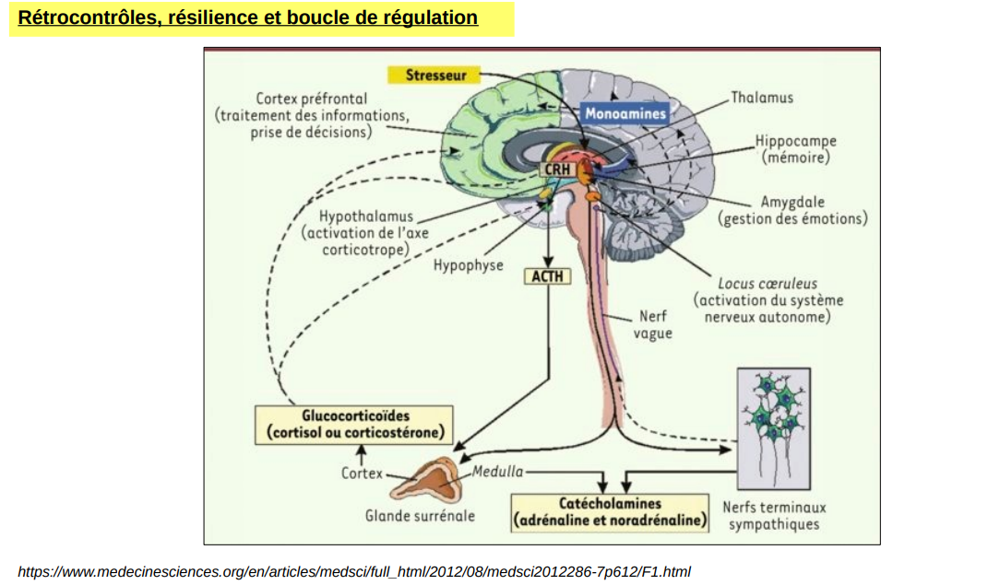 Rétrocontrôles, résilience et boucle de régulation
Stresseur
Cortex préfrontal
(traitement des informations,
prise de décisions)
Monoamines
Thalamus
Hippocampe
(mémoire)
CRH
Amygdale
(gestion des émotions)
Hypothalamus
(activation de l'axe
corticotrope)
Hypophyse
ACTH
Locus cœruleus
(activation du système
nerveux autonome)
Nerf
vague
Glucocorticoïdes
(cortisol ou corticostérone)
Cortex
Medulla
Glande surrénale
Catécholamines
(adrénaline et noradrénaline)
Nerfs terminaux
sympathiques
https://www.medecinesciences.org/en/articles/medsci/full_html/2012/08/medsci2012286-7p612/F1.html